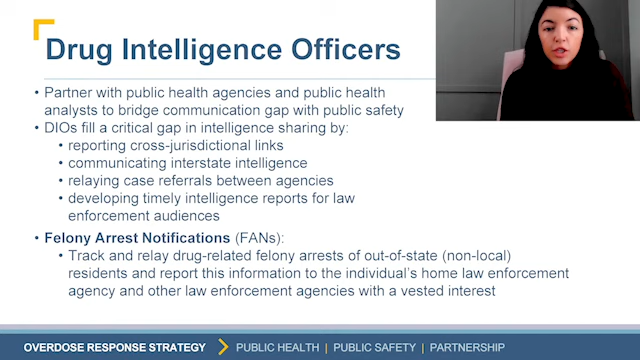 Drug Intelligence Officers
• Partner with public health agencies and public health
analysts to bridge communication gap with public safety
• DIOs fill a critical gap in intelligence sharing by:
• reporting cross-jurisdictional links
• communicating interstate intelligence
• relaying case referrals between agencies
• developing timely intelligence reports for law
enforcement audiences
• Felony Arrest Notifications (FANs):
• Track and relay drug-related felony arrests of out-of-state (non-local)
residents and report this information to the individual's home law enforcement
agency and other law enforcement agencies with a vested interest
OVERDOSE RESPONSE STRATEGY PUBLIC HEALTH | PUBLIC SAFETY | PARTNERSHIP